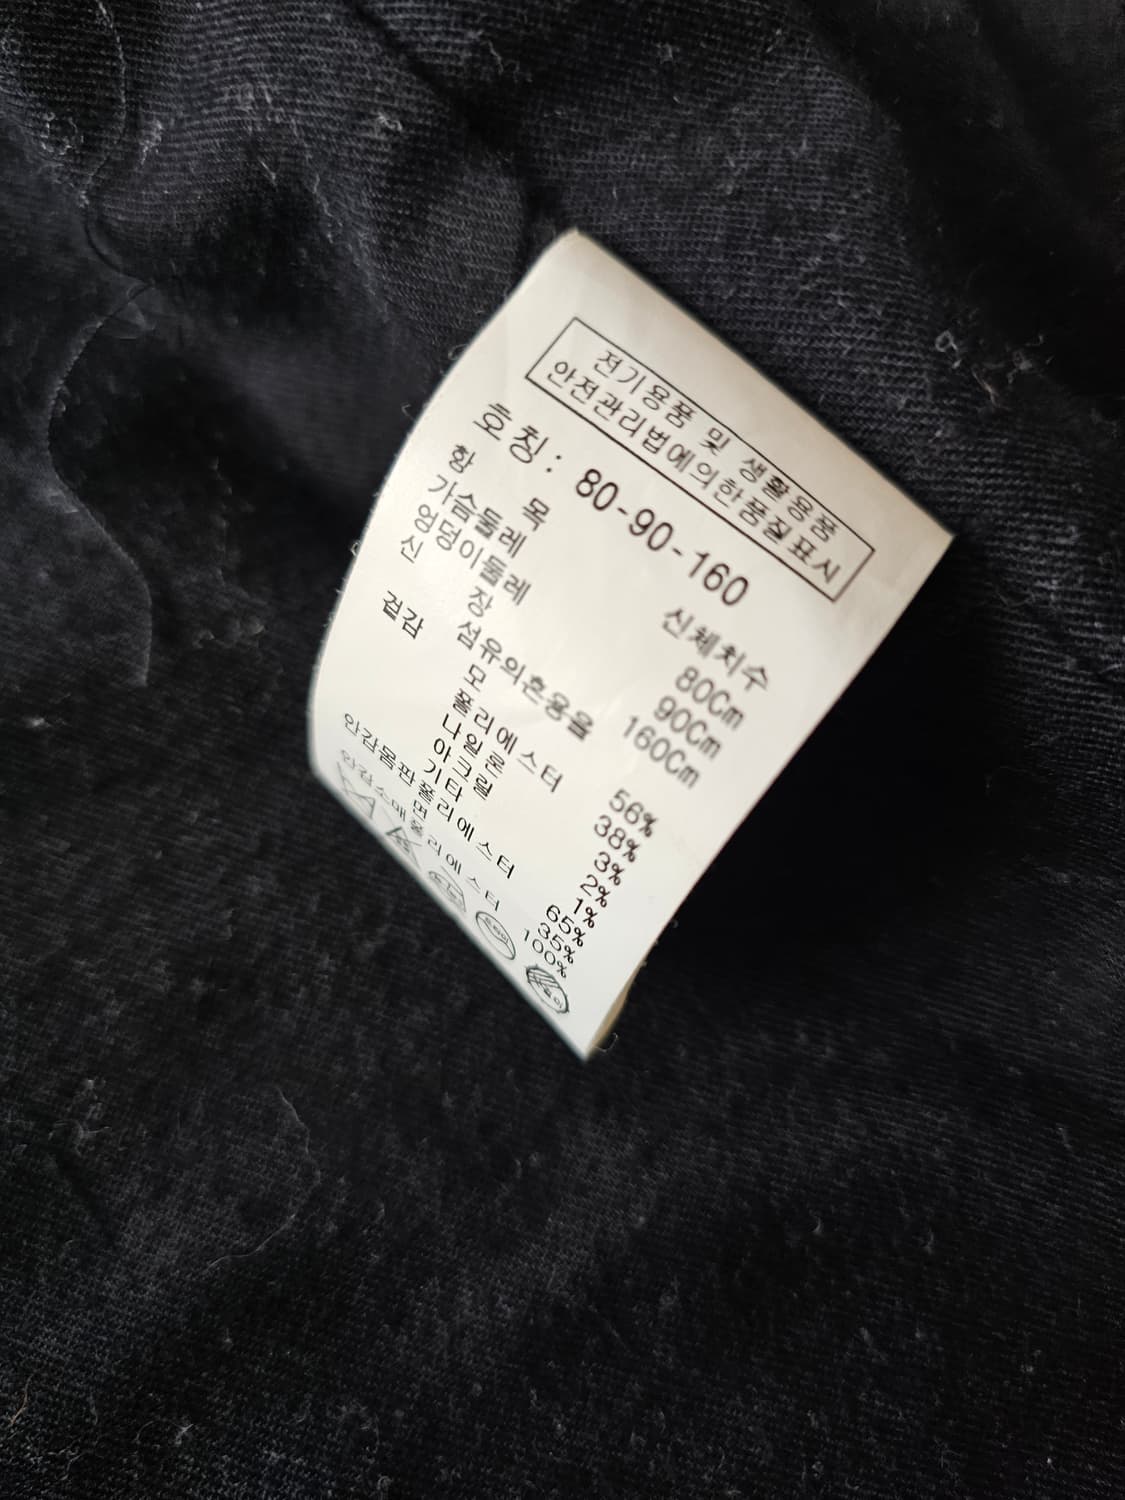 전기용품 및 생활용품
안전관리법에의한품질표시
호칭: 80-90-160
항 목 신체치수
가슴둘레 80Cm
엉덩이둘레 90Cm
신 장 160Cm
섬유의혼용율
겉감 모 56%
폴리에스터 38%
나일론 3%
아크릴 2%
기타 1%
안감몸판폴리에스터 65%
면 35%
안감소매폴리에스터 100%